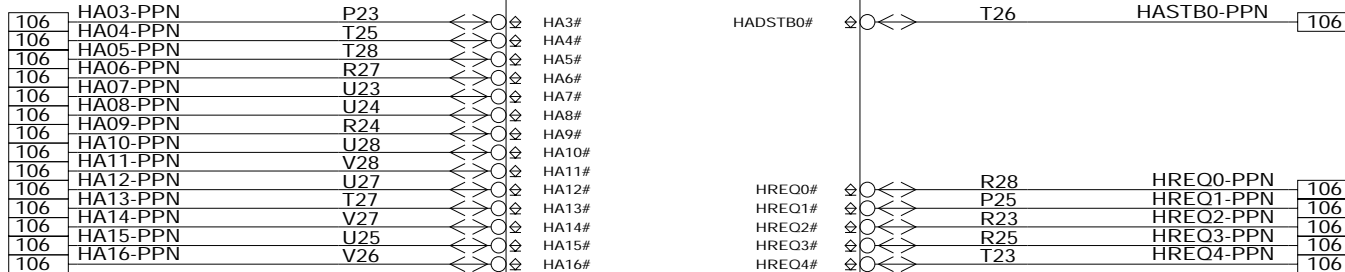 106 HA03-PPN P23 HA3# HADSTB0# T26 HASTB0-PPN 106
106 HA04-PPN T25 HA4#
106 HA05-PPN T28 HA5#
106 HA06-PPN R27 HA6#
106 HA07-PPN U23 HA7#
106 HA08-PPN U24 HA8#
106 HA09-PPN R24 HA9#
106 HA10-PPN U28 HA10#
106 HA11-PPN V28 HA11#
106 HA12-PPN U27 HA12# HREQ0# R28 HREQ0-PPN 106
106 HA13-PPN T27 HA13# HREQ1# P25 HREQ1-PPN 106
106 HA14-PPN V27 HA14# HREQ2# R23 HREQ2-PPN 106
106 HA15-PPN U25 HA15# HREQ3# R25 HREQ3-PPN 106
106 HA16-PPN V26 HA16# HREQ4# T23 HREQ4-PPN 106